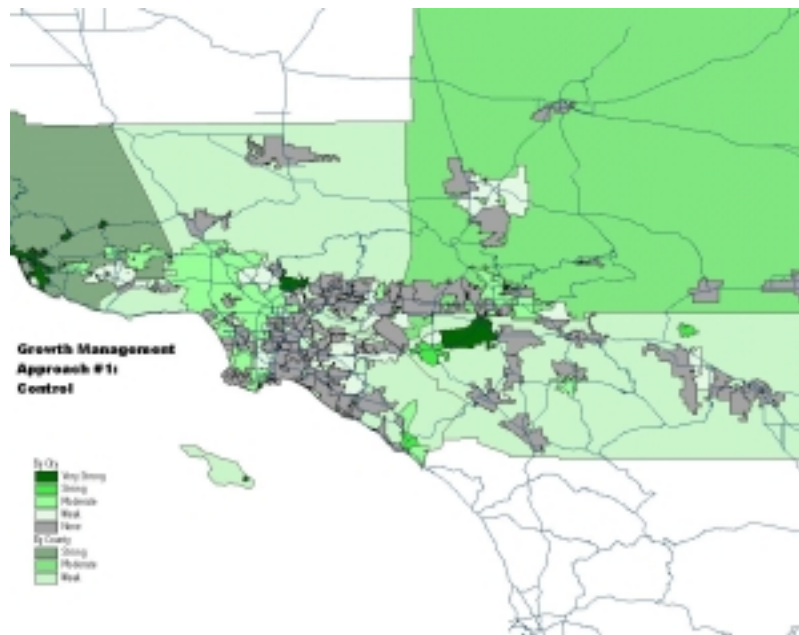 Growth Management
Approach #1:
Control
By City
Very Strong
Strong
Moderate
Weak
None
By County
Strong
Moderate
Weak